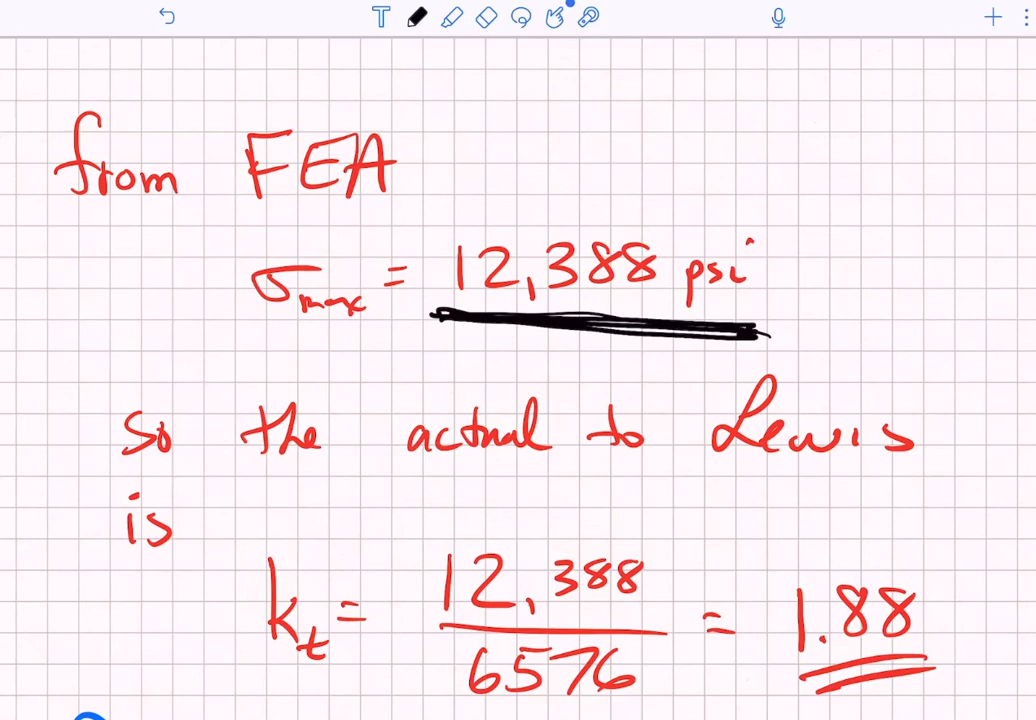 from FEA
σmax = 12,388 psi
so the actual to Lewis
is
kt = 12,388 / 6576 = 1.88